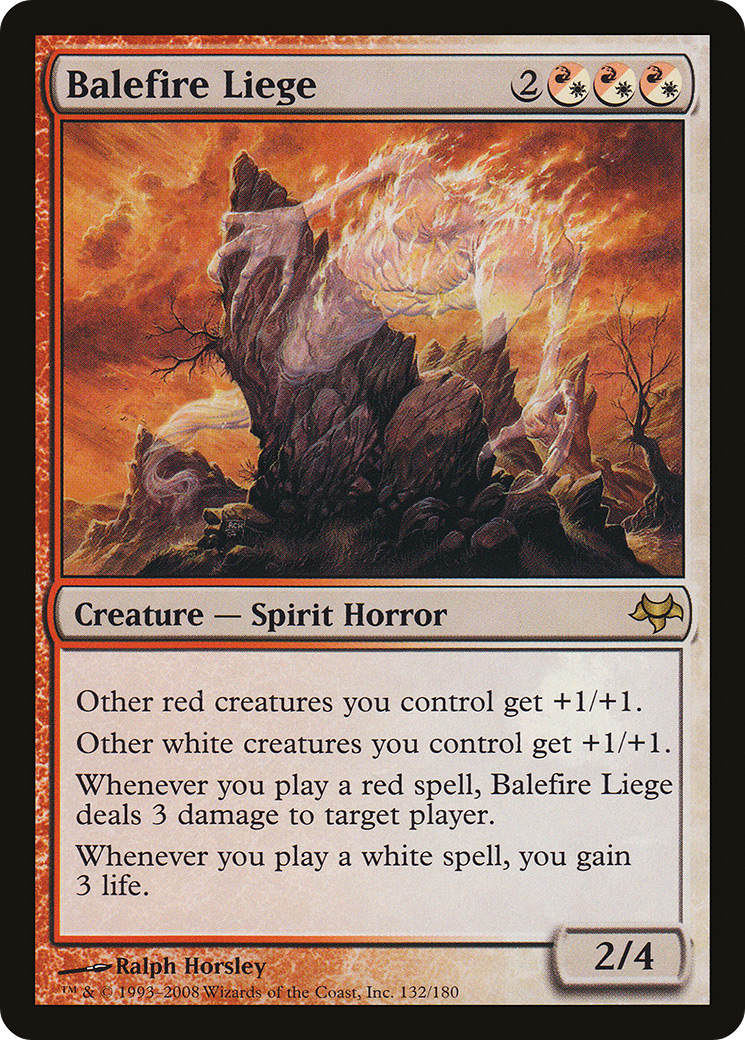 Balefire Liege 2
Creature — Spirit Horror
Other red creatures you control get +1/+1.
Other white creatures you control get +1/+1.
Whenever you play a red spell, Balefire Liege
deals 3 damage to target player.
Whenever you play a white spell, you gain
3 life.
2/4
Ralph Horsley
™ & © 1993–2008 Wizards of the Coast, Inc. 132/180